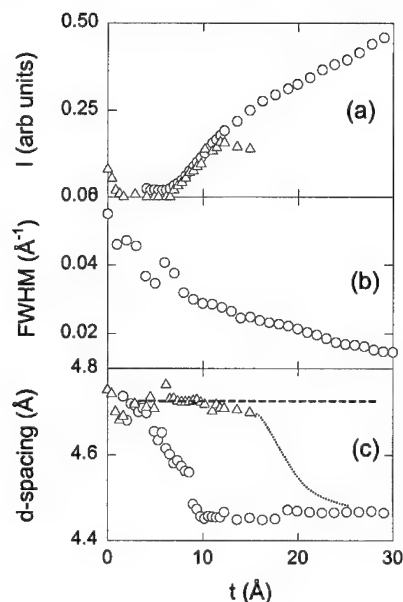 0.50
0.25
0.00
I (arb units)
(a)
0.04
0.02
FWHM (Å⁻¹)
(b)
4.8
4.6
4.4
d-spacing (Å)
(c)
0 10 20 30
t (Å)